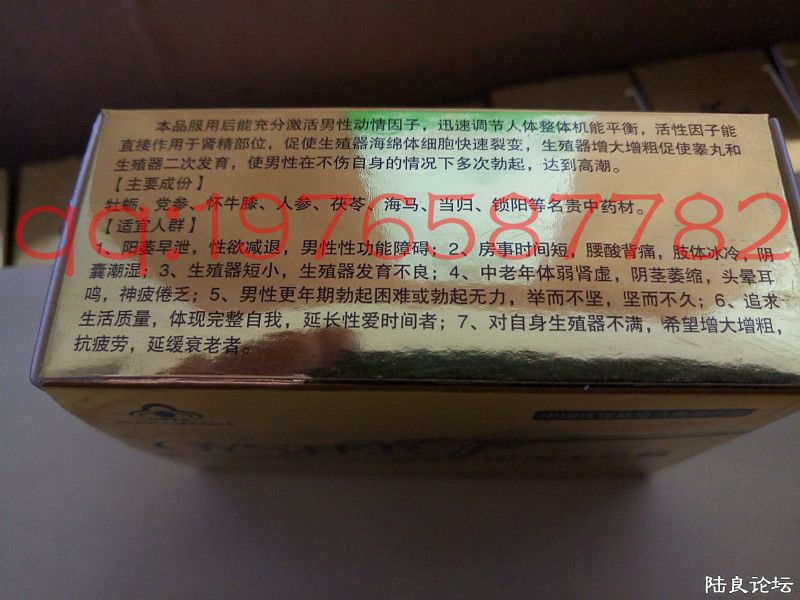 本品服用后能充分激活男性动情因子，迅速调节人体整体机能平衡，活性因子能
直接作用于肾精部位，促使生殖器海绵体细胞快速裂变，生殖器增大增粗促使睾丸和
生殖器二次发育，使男性在不伤自身的情况下多次勃起，达到高潮。
【主要成份】
牡蛎、党参、怀牛膝、人参、茯苓、海马、当归、锁阳等名贵中药材。
qq:1976587782
【适宜人群】
1、阳萎早泄，性欲减退，男性性功能障碍；2、房事时间短，腰酸背痛，肢体冰冷，阴
囊潮湿；3、生殖器短小，生殖器发育不良；4、中老年体弱肾虚，阴茎萎缩，头晕耳
鸣，神疲倦乏；5、男性更年期勃起困难或勃起无力，举而不坚，坚而不久；6、追求
生活质量，体现完整自我，延长性爱时间者；7、对自身生殖器不满，希望增大增粗，
抗疲劳，延缓衰老者。
陆良论坛